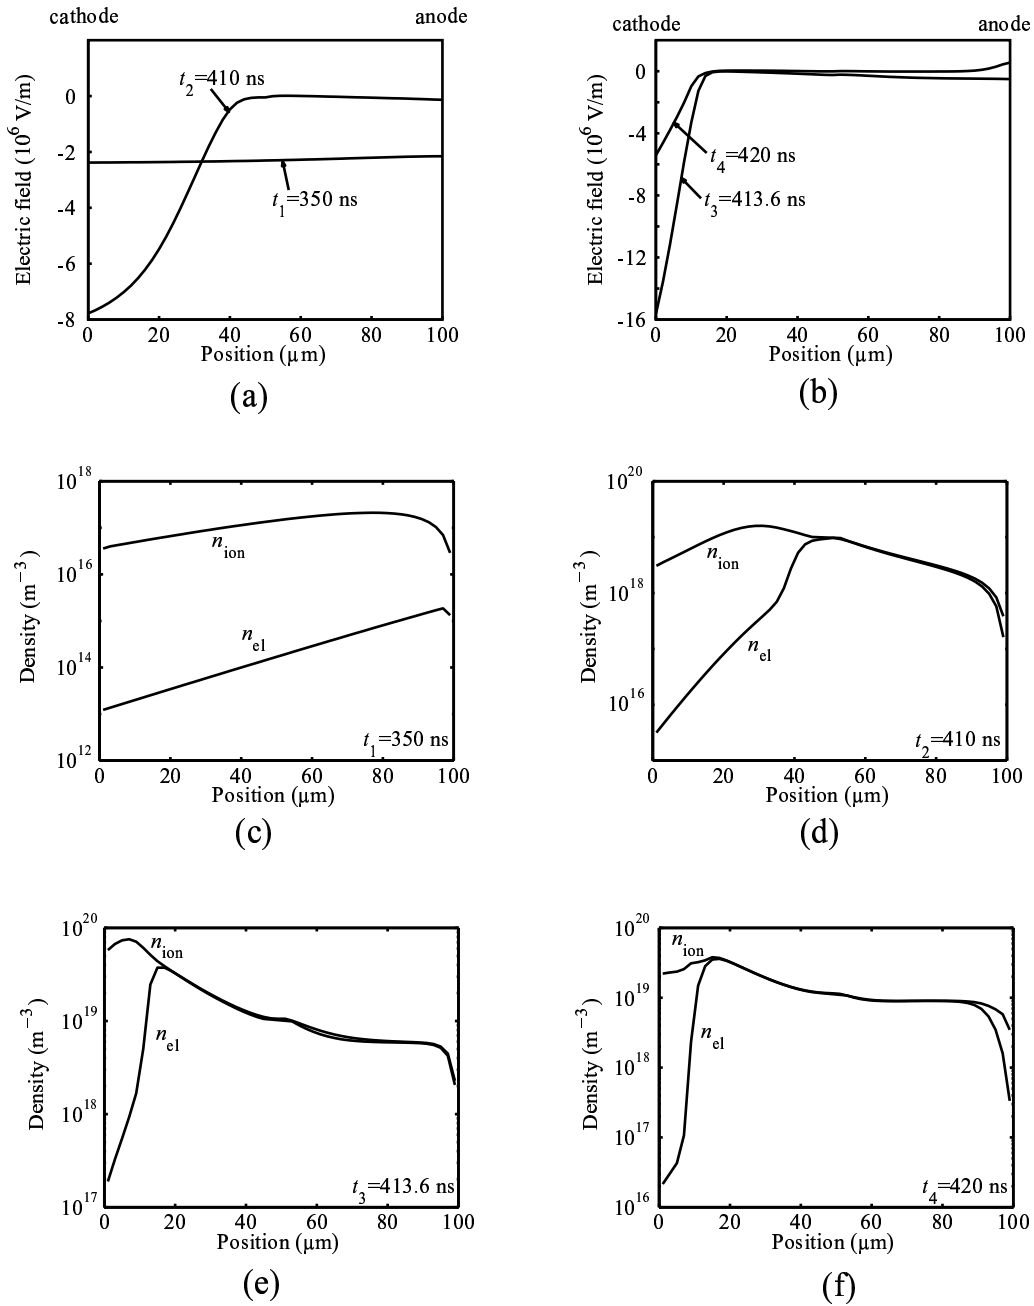 cathode anode
Electric field (10^6 V/m)
0
-2
-4
-6
-8
t₂=410 ns
t₁=350 ns
0 20 40 60 80 100
Position (μm)
(a)
cathode anode
Electric field (10^6 V/m)
0
-4
-8
-12
-16
t₄=420 ns
t₃=413.6 ns
0 20 40 60 80 100
Position (μm)
(b)
Density (m^−3)
10^18
10^16
10^14
10^12
n_ion
n_el
t₁=350 ns
0 20 40 60 80 100
Position (μm)
(c)
Density (m^−3)
10^20
10^18
10^16
n_ion
n_el
t₂=410 ns
0 20 40 60 80 100
Position (μm)
(d)
Density (m^−3)
10^20
10^19
10^18
10^17
n_ion
n_el
t₃=413.6 ns
0 20 40 60 80 100
Position (μm)
(e)
Density (m^−3)
10^20
10^19
10^18
10^17
10^16
n_ion
n_el
t₄=420 ns
0 20 40 60 80 100
Position (μm)
(f)